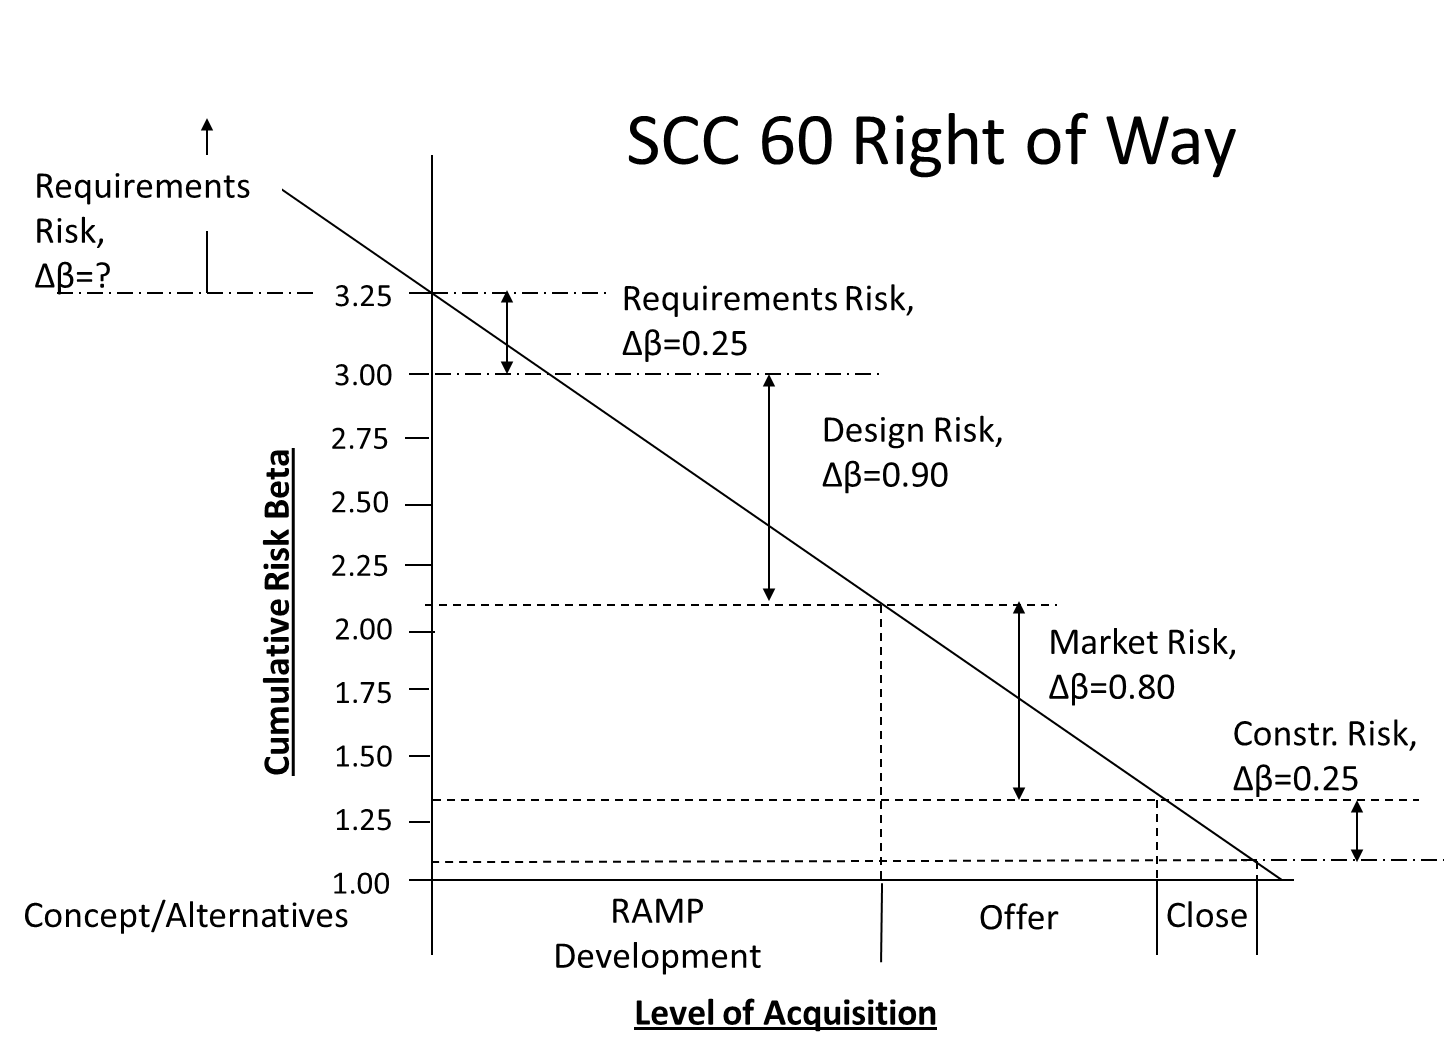 SCC 60 Right of Way
Requirements
Risk,
Δβ=?
3.25
Requirements Risk,
Δβ=0.25
3.00
Design Risk,
Δβ=0.90
2.75
2.50
2.25
2.00
Market Risk,
Δβ=0.80
1.75
1.50
Constr. Risk,
Δβ=0.25
1.25
1.00
Cumulative Risk Beta
Concept/Alternatives
RAMP
Development
Offer
Close
Level of Acquisition